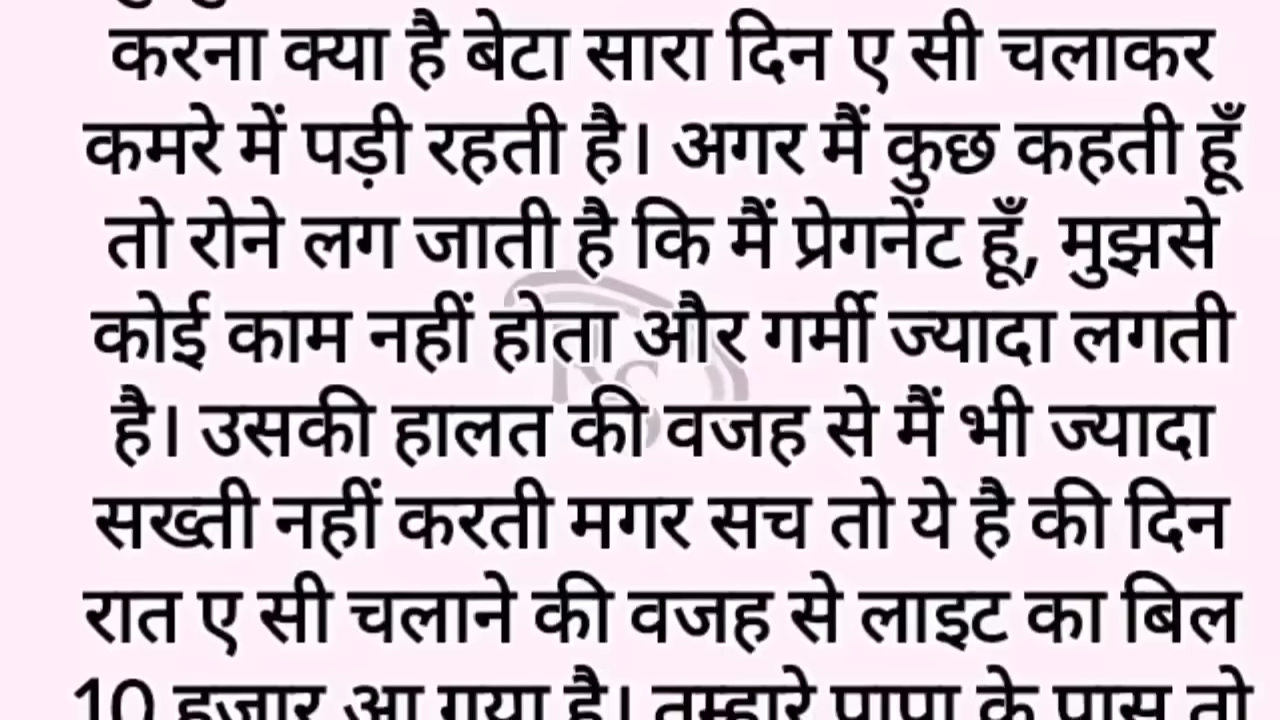 करना क्या है बेटा सारा दिन ए सी चलाकर
कमरे में पड़ी रहती है। अगर मैं कुछ कहती हूँ
तो रोने लग जाती है कि मैं प्रेगनेंट हूँ, मुझसे
कोई काम नहीं होता और गर्मी ज्यादा लगती
है। उसकी हालत की वजह से मैं भी ज्यादा
सख्ती नहीं करती मगर सच तो ये है की दिन
रात ए सी चलाने की वजह से लाइट का बिल
10 हजार आ गया है। तुम्हारे पापा के पास तो